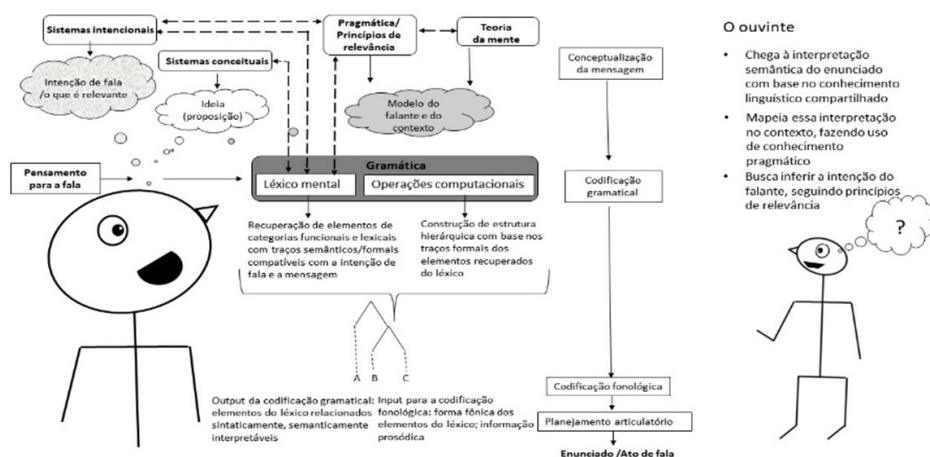 Sistemas intencionais
Intenção de fala
/o que é relevante
Sistemas conceituais
Ideia
(proposição)
Pragmática/
Princípios de
relevância
Teoria
da mente
Modelo do
falante e do
contexto
Pensamento
para a fala
Gramática
Léxico mental
Operações computacionais
Recuperação de elementos de
categorias funcionais e lexicais
com traços semânticos/formais
compatíveis com a intenção de
fala e a mensagem
Construção de estrutura
hierárquica com base nos
traços formais dos
elementos recuperados
do léxico
A B C
Output da codificação gramatical:
elementos do léxico relacionados
sintaticamente, semanticamente
interpretáveis
Input para a codificação
fonológica: forma fônica dos
elementos do léxico; informação
prosódica
Conceptualização
da mensagem
Codificação
gramatical
Codificação fonológica
Planejamento articulatório
Enunciado /Ato de fala
O ouvinte
• Chega à interpretação
semântica do enunciado
com base no conhecimento
linguístico compartilhado
• Mapeia essa interpretação
no contexto, fazendo uso
de conhecimento
pragmático
• Busca inferir a intenção do
falante, seguindo princípios
de relevância
?